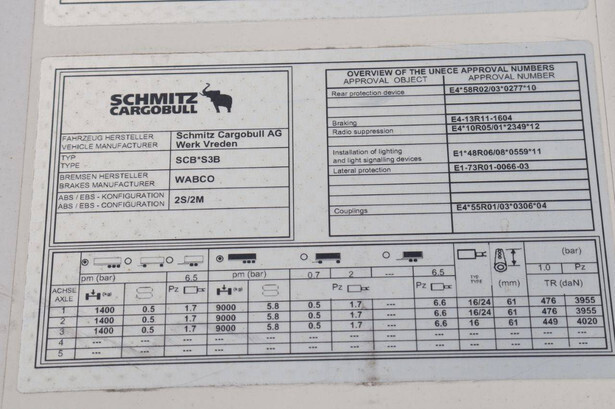 SCHMITZ
CARGOBULL
FAHRZEUG HERSTELLER
VEHICLE MANUFACTURER
Schmitz Cargobull AG
Werk Vreden
TYP
TYPE
SCB*S3B
BREMSEN HERSTELLER
BRAKES MANUFACTURER
WABCO
ABS / EBS - KONFIGURATION
ABS / EBS - CONFIGURATION
2S/2M
OVERVIEW OF THE UNECE APPROVAL NUMBERS
APPROVAL OBJECT APPROVAL NUMBER
Rear protection device E4*58R02/03*0277*10
Braking E4-13R11-1604
Radio suppression E4*10R05/01*2349*12
Installation of lighting
and light signalling devices E1*48R06/08*0559*11
Lateral protection E1-73R01-0066-03
Couplings E4*55R01/03*0306*04
(bar)
pm (bar) 6.5 pm (bar) 0.7 2 --- 6.5 TYP TYPE (mm) 1.0 Pz
ACHSE
AXLE
Pz Pz Pz TR (daN)
1 1400 0.5 1.7 9000 5.8 0.5 1.7 --- 6.6 16/24 61 476 3955
2 1400 0.5 1.7 9000 5.8 0.5 1.7 --- 6.6 16/24 61 476 3955
3 1400 0.5 1.7 9000 5.8 0.5 1.7 --- 6.6 16 61 449 4020
4 --- --- --- --- --- --- --- --- --- --- --- --- ---
5 --- --- --- --- --- --- --- --- --- --- --- --- ---